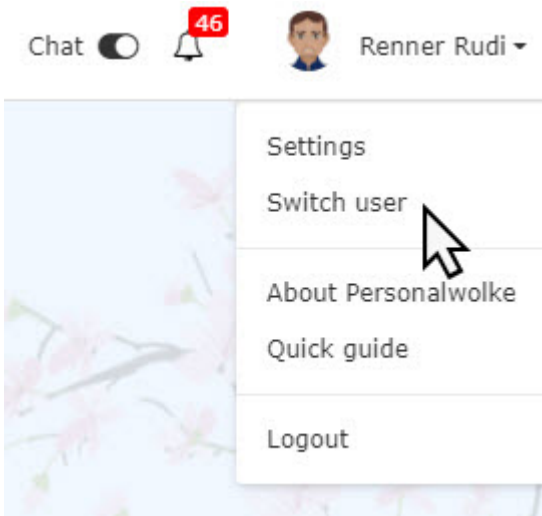 Chat 46 Renner Rudi
Settings
Switch user
About Personalwolke
Quick guide
Logout